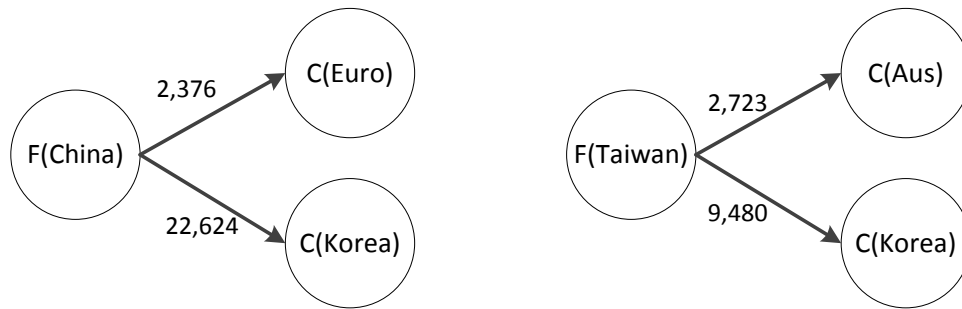 C(Euro)
2,376
F(China)
22,624
C(Korea)
C(Aus)
2,723
F(Taiwan)
9,480
C(Korea)